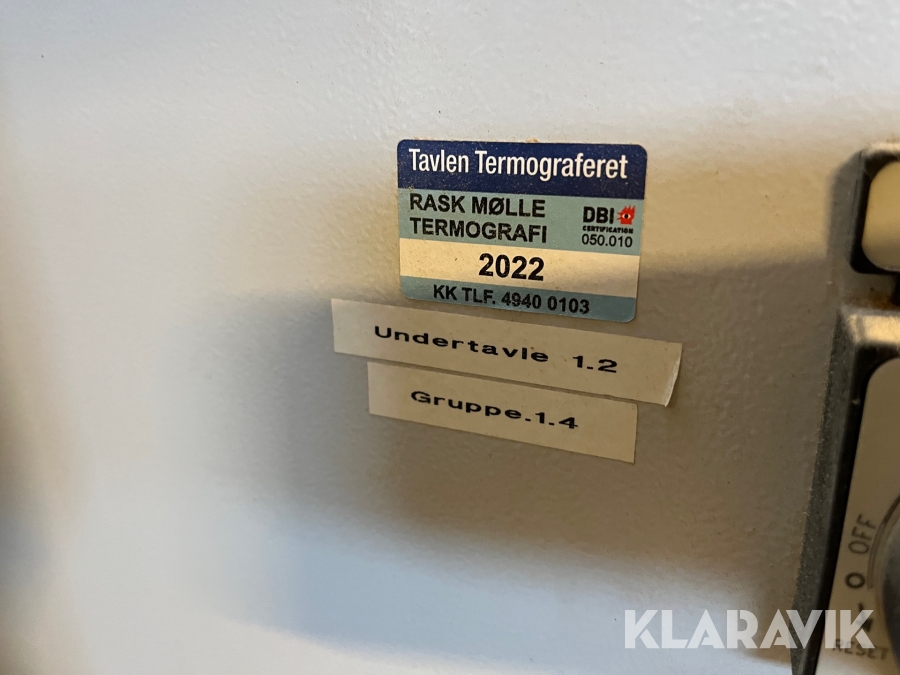 Tavlen Termograferet
RASK MØLLE
TERMOGRAFI
DBI
CERTIFICATION
050.010
2022
KK TLF. 4940 0103
Undertavle 1.2
Gruppe.1.4
OFF
O
RESET
KLARAVIK